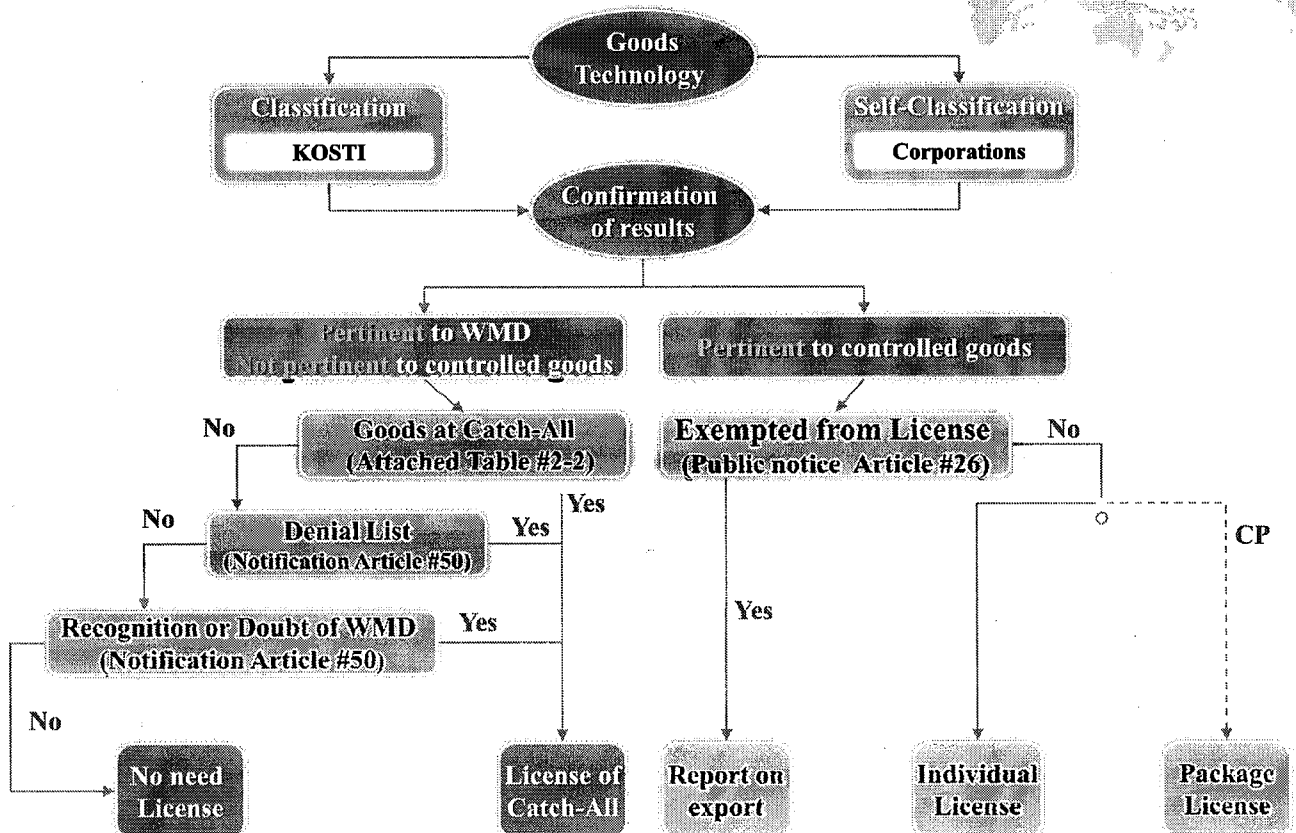 Goods
Technology
Classification
KOSTI
Self-Classification
Corporations
Confirmation
of results
Pertinent to WMD
Not pertinent to controlled goods
Pertinent to controlled goods
No
Goods at Catch-All
(Attached Table #2-2)
Exempted from License
(Public notice Article #26)
No
No
Denial List
(Notification Article #50)
Yes
Yes
CP
Recognition or Doubt of WMD
(Notification Article #50)
Yes
Yes
No
No need
License
License of
Catch-All
Report on
export
Individual
License
Package
License